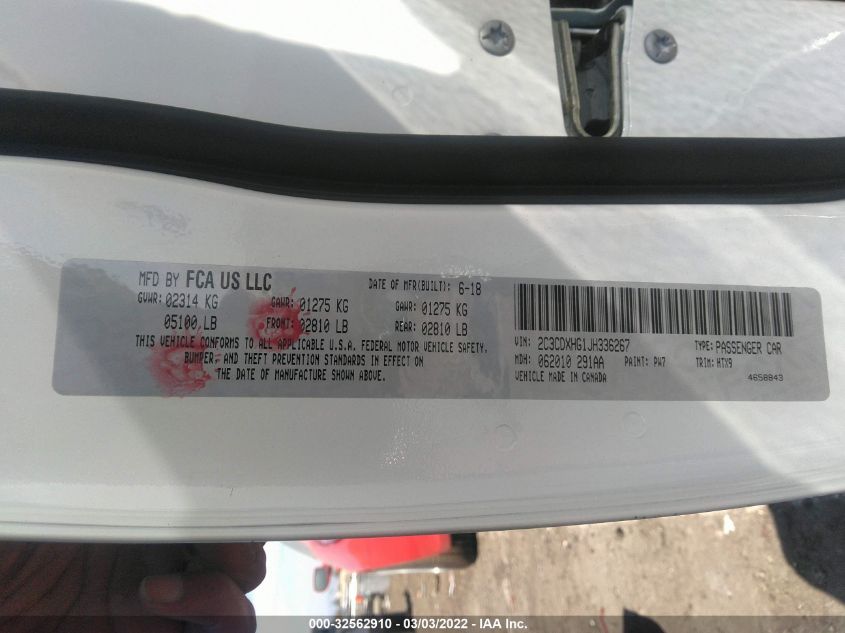 MFD BY FCA US LLC
DATE OF MFR(BUILT): 6-18
GVWR: 02314 KG
GAWR: 01275 KG
GAWR: 01275 KG
05100 LB
FRONT: 02810 LB
REAR: 02810 LB
THIS VEHICLE CONFORMS TO ALL APPLICABLE U.S.A. FEDERAL MOTOR VEHICLE SAFETY,
BUMPER, AND THEFT PREVENTION STANDARDS IN EFFECT ON
THE DATE OF MANUFACTURE SHOWN ABOVE.
VIN: 2C3CDXHG1JH336267
TYPE: PASSENGER CAR
MDH: 062010 291AA
PAINT: PW7
TRIM: HTX9
VEHICLE MADE IN CANADA
4658843
000-32562910 - 03/03/2022 - IAA Inc.